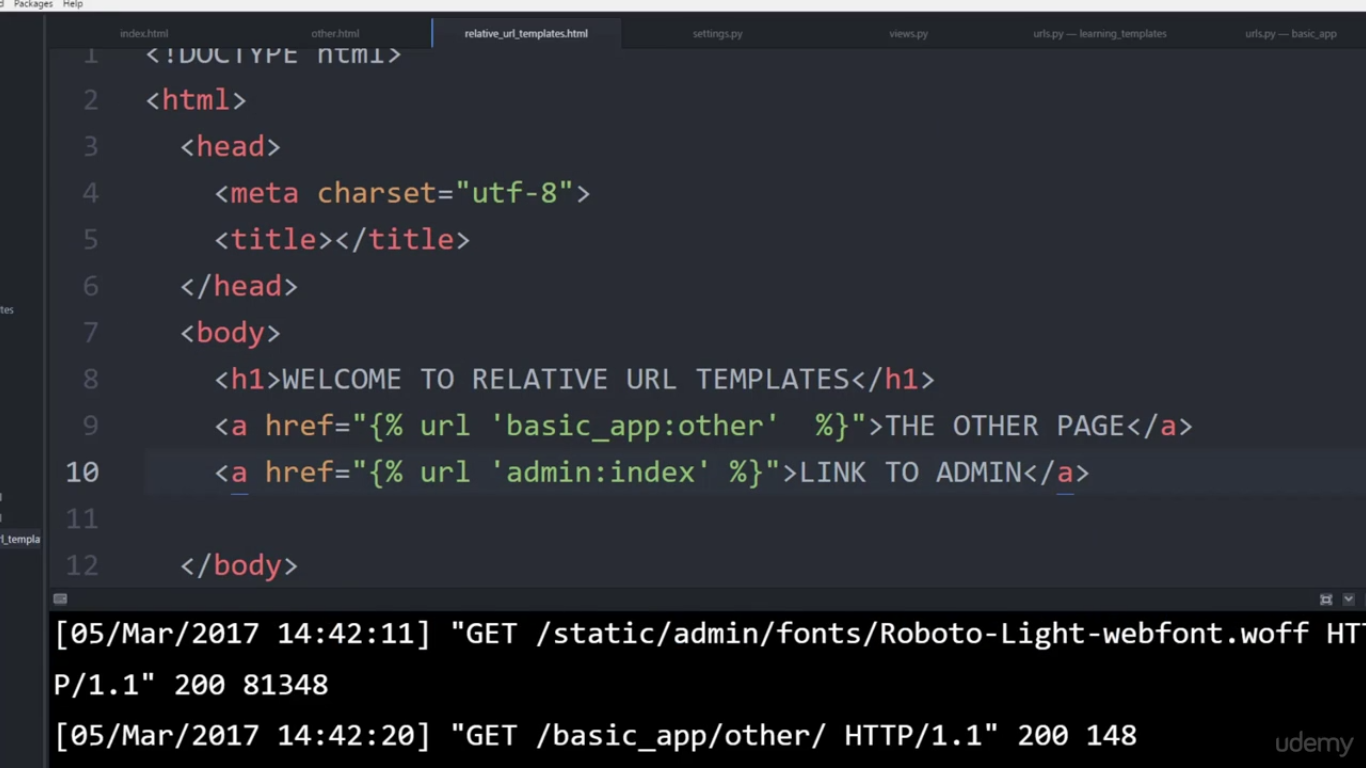 Packages Help
index.html other.html relative_url_templates.html settings.py views.py urls.py — learning_templates urls.py — basic_app
1 <!DOCTYPE html>
2 <html>
3 <head>
4 <meta charset="utf-8">
5 <title></title>
6 </head>
tes
7 <body>
8 <h1>WELCOME TO RELATIVE URL TEMPLATES</h1>
9 <a href="{% url 'basic_app:other'  %}">THE OTHER PAGE</a>
10 <a href="{% url 'admin:index' %}">LINK TO ADMIN</a>
11
rl_templa
12 </body>
[05/Mar/2017 14:42:11] "GET /static/admin/fonts/Roboto-Light-webfont.woff HT
P/1.1" 200 81348
[05/Mar/2017 14:42:20] "GET /basic_app/other/ HTTP/1.1" 200 148
udemy